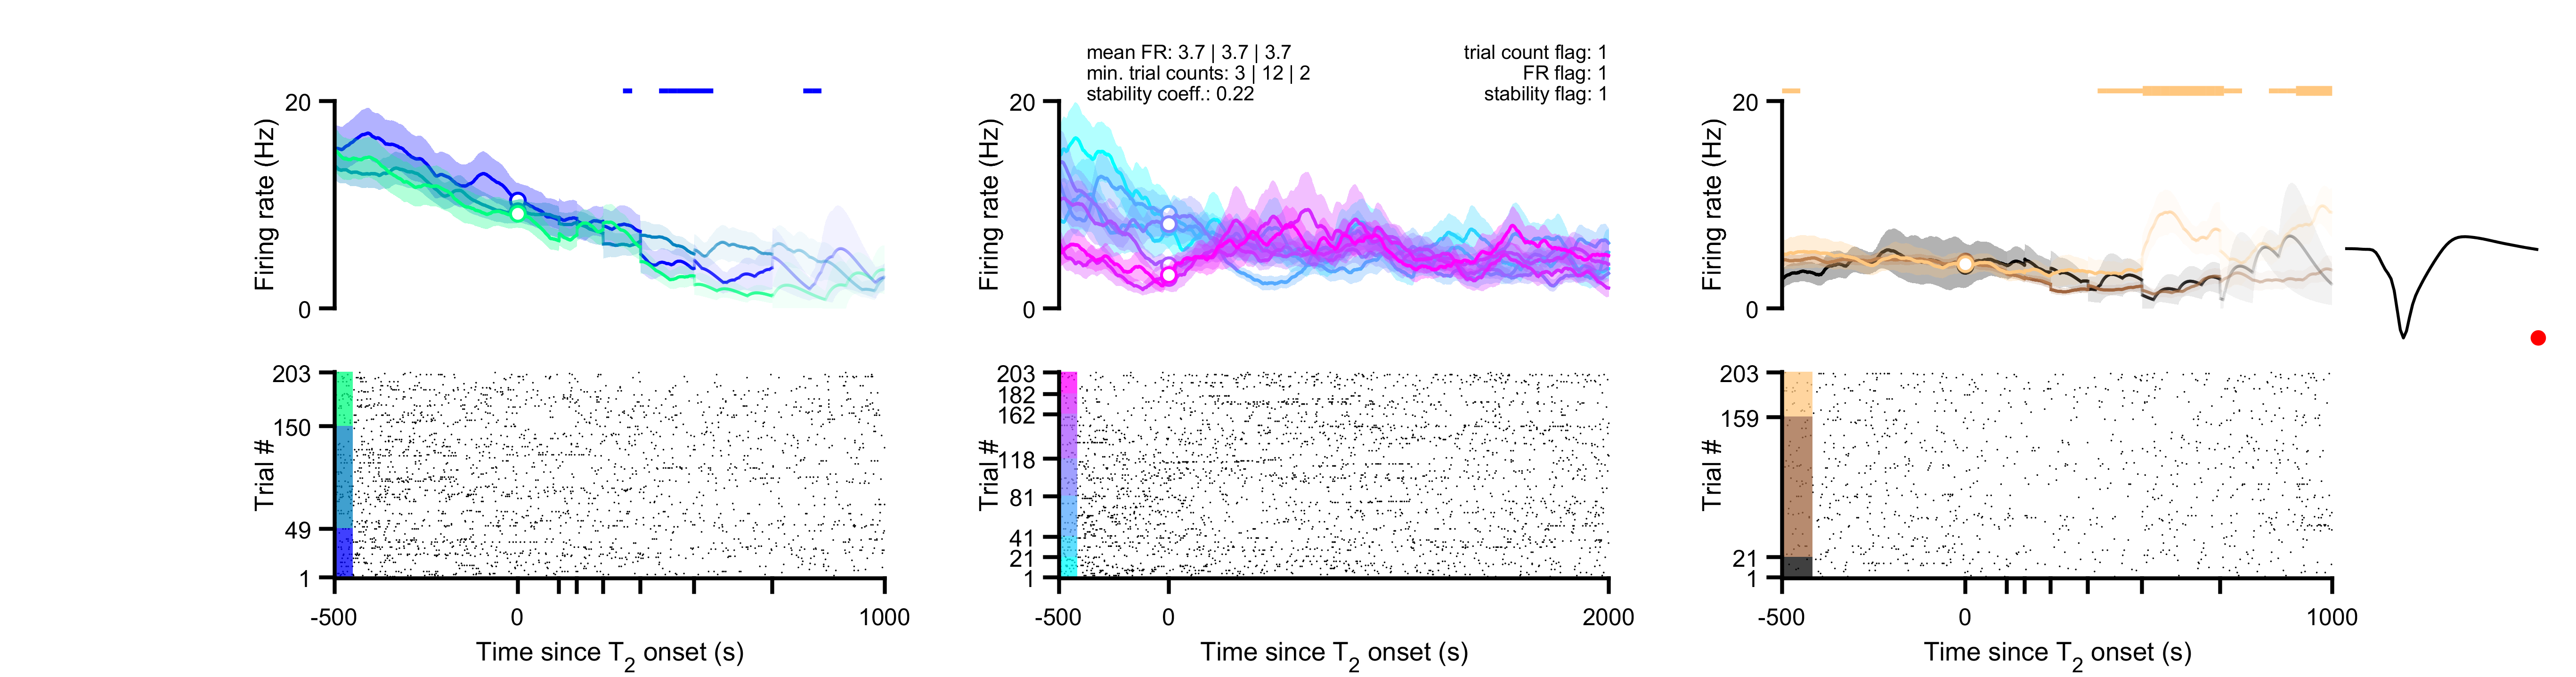 mean FR: 3.7 | 3.7 | 3.7
min. trial counts: 3 | 12 | 2
stability coeff.: 0.22
trial count flag: 1
FR flag: 1
stability flag: 1
20
0
Firing rate (Hz)
203
150
49
1
Trial #
-500
0
1000
Time since T2 onset (s)
20
0
Firing rate (Hz)
203
182
162
118
81
41
21
1
Trial #
-500
0
2000
Time since T2 onset (s)
20
0
Firing rate (Hz)
203
159
21
1
Trial #
-500
0
1000
Time since T2 onset (s)